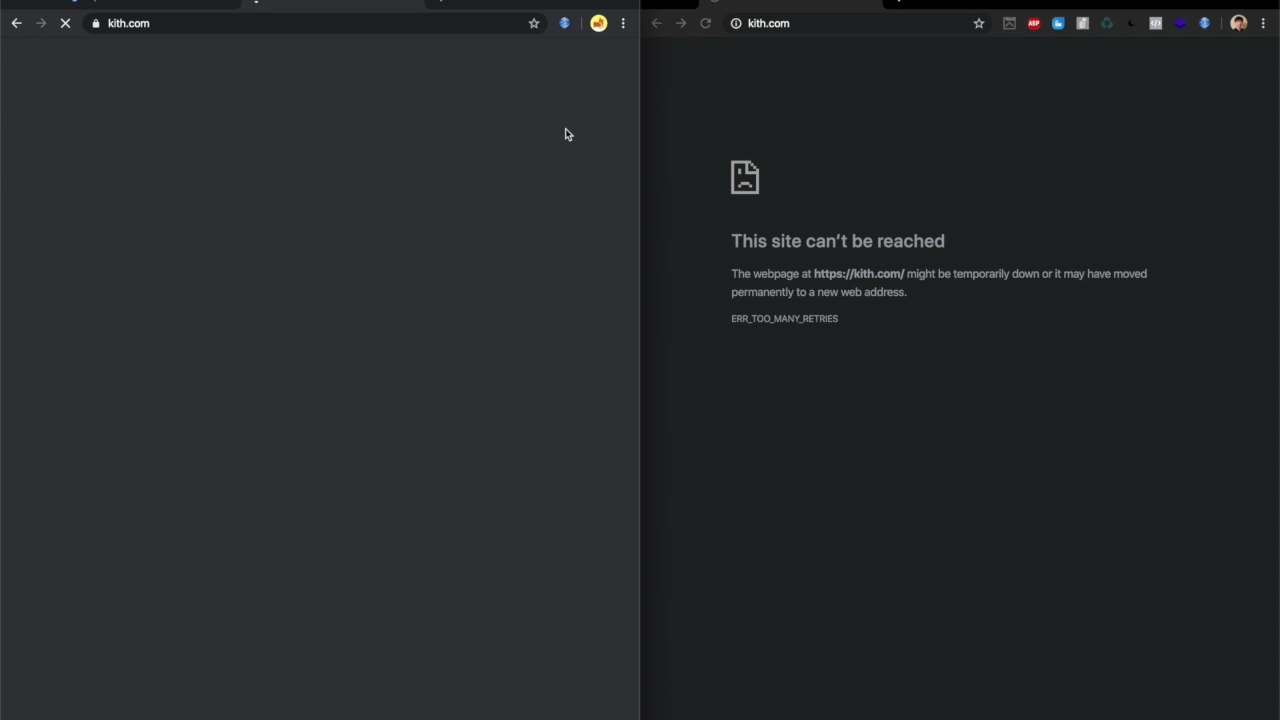 kith.com
kith.com
ABP
This site can't be reached
The webpage at https://kith.com/ might be temporarily down or it may have moved
permanently to a new web address.
ERR_TOO_MANY_RETRIES